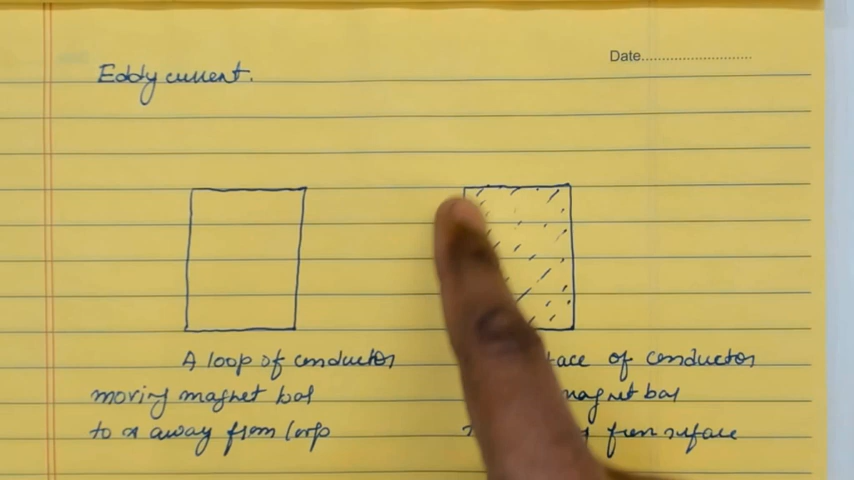 Date..........................
Eddy current.
A loop of conductor
moving magnet bar
to n away from loop
face of conductor
magnet bar
from surface